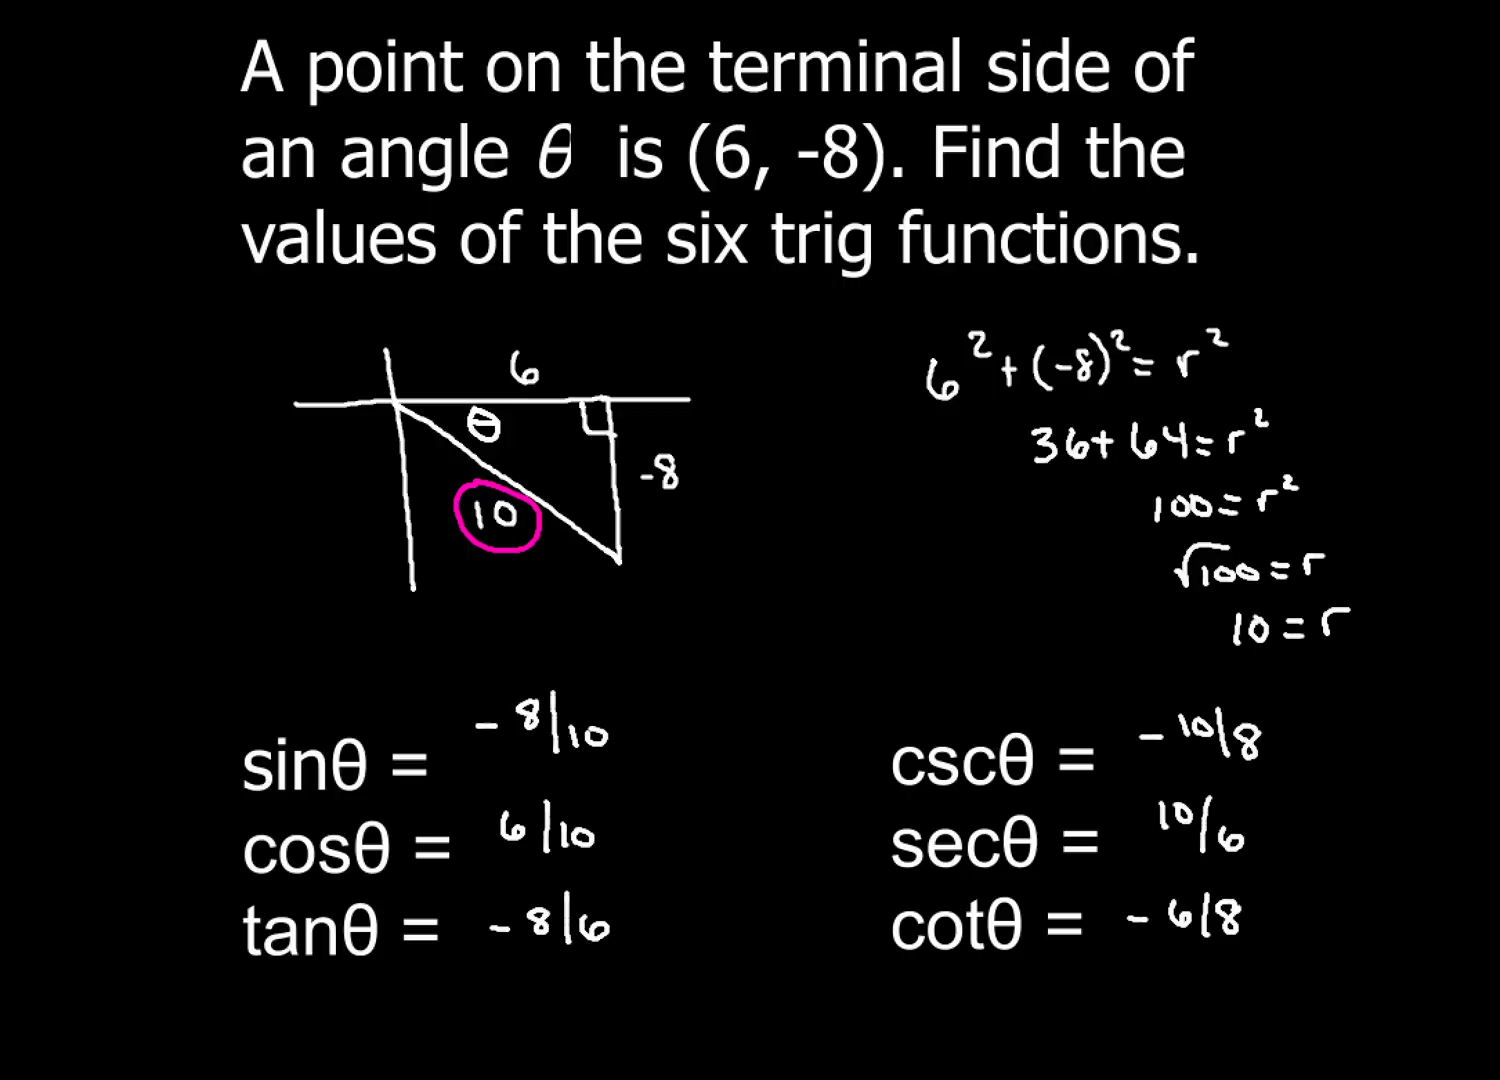 A point on the terminal side of
an angle θ is (6, -8). Find the
values of the six trig functions.
6
θ
-8
10
6² + (-8)² = r²
36 + 64 = r²
100 = r²
√100 = r
10 = r
sinθ = - 8/10
cosθ = 6/10
tanθ = - 8/6
cscθ = - 10/8
secθ = 10/6
cotθ = - 6/8